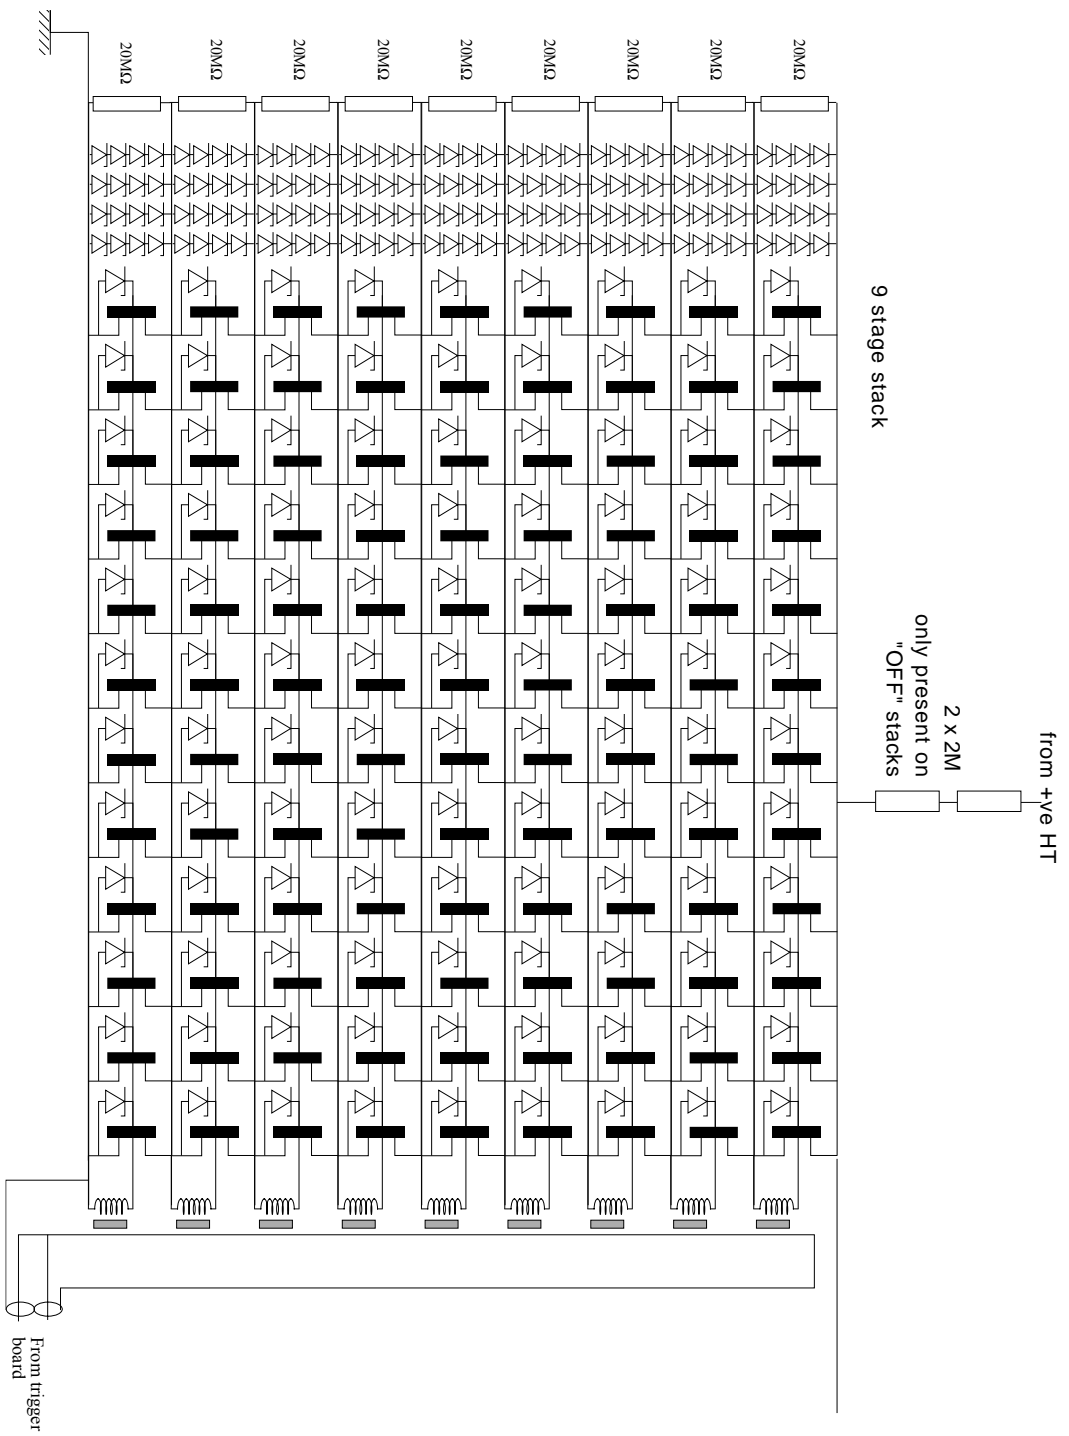 20MΩ
20MΩ
20MΩ
20MΩ
20MΩ
20MΩ
20MΩ
20MΩ
20MΩ
9 stage stack
from +ve HT
2 x 2M
only present on
"OFF" stacks
From trigger
board